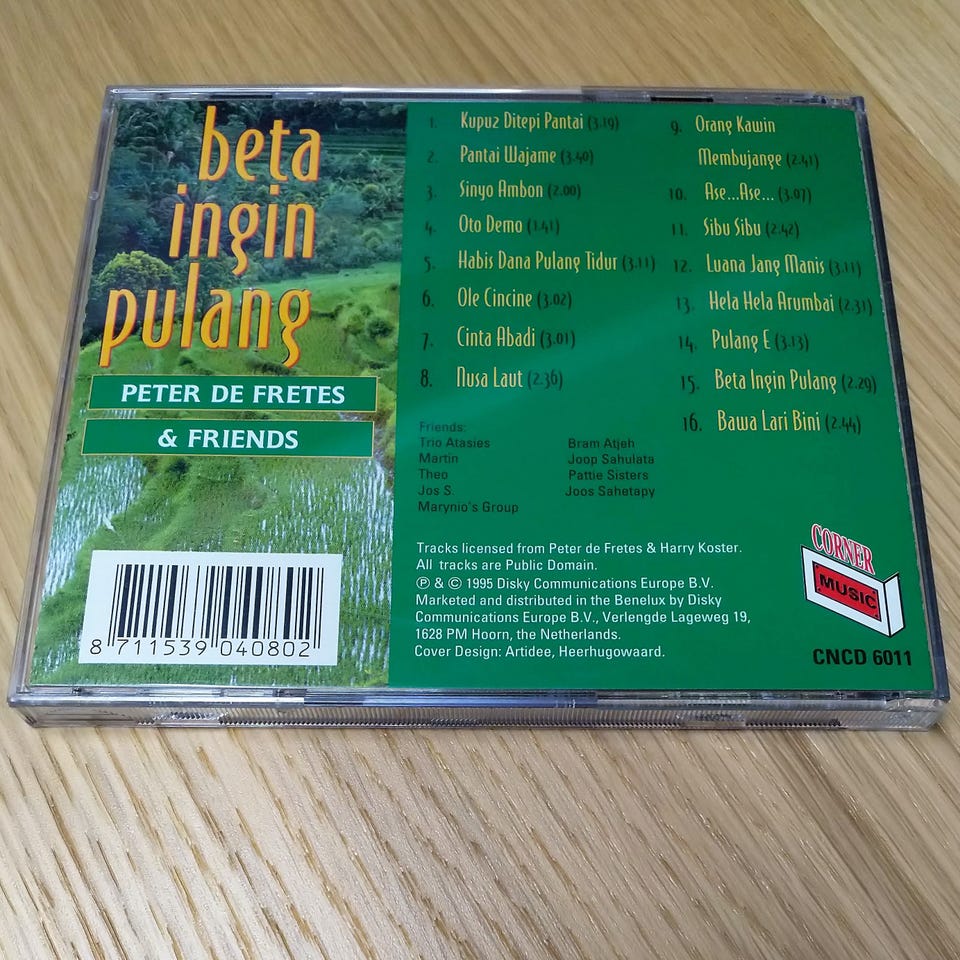 beta
ingin
pulang
PETER DE FRETES
& FRIENDS
8 711539 040802
1. Kupuz Ditepi Pantai (3.19)
2. Pantai Wajame (3.40)
3. Sinyo Ambon (2.00)
4. Oto Demo (1.41)
5. Habis Dana Pulang Tidur (3.11)
6. Ole Cincine (3.02)
7. Cinta Abadi (3.01)
8. Nusa Laut (2.36)
9. Orang Kawin
Membujange (2.41)
10. Ase...Ase... (3.07)
11. Sibu Sibu (2.42)
12. Luana Jang Manis (3.11)
13. Hela Hela Arumbai (2.31)
14. Pulang E (3.13)
15. Beta Ingin Pulang (2.29)
16. Bawa Lari Bini (2.44)
Friends:
Trio Atasies
Martin
Theo
Jos S.
Marynio's Group
Bram Atjeh
Joop Sahulata
Pattie Sisters
Joos Sahetapy
Tracks licensed from Peter de Fretes & Harry Koster.
All tracks are Public Domain.
℗ & © 1995 Disky Communications Europe B.V.
Marketed and distributed in the Benelux by Disky
Communications Europe B.V., Verlengde Lageweg 19,
1628 PM Hoorn, the Netherlands.
Cover Design: Artidee, Heerhugowaard.
CORNER
MUSIC
CNCD 6011